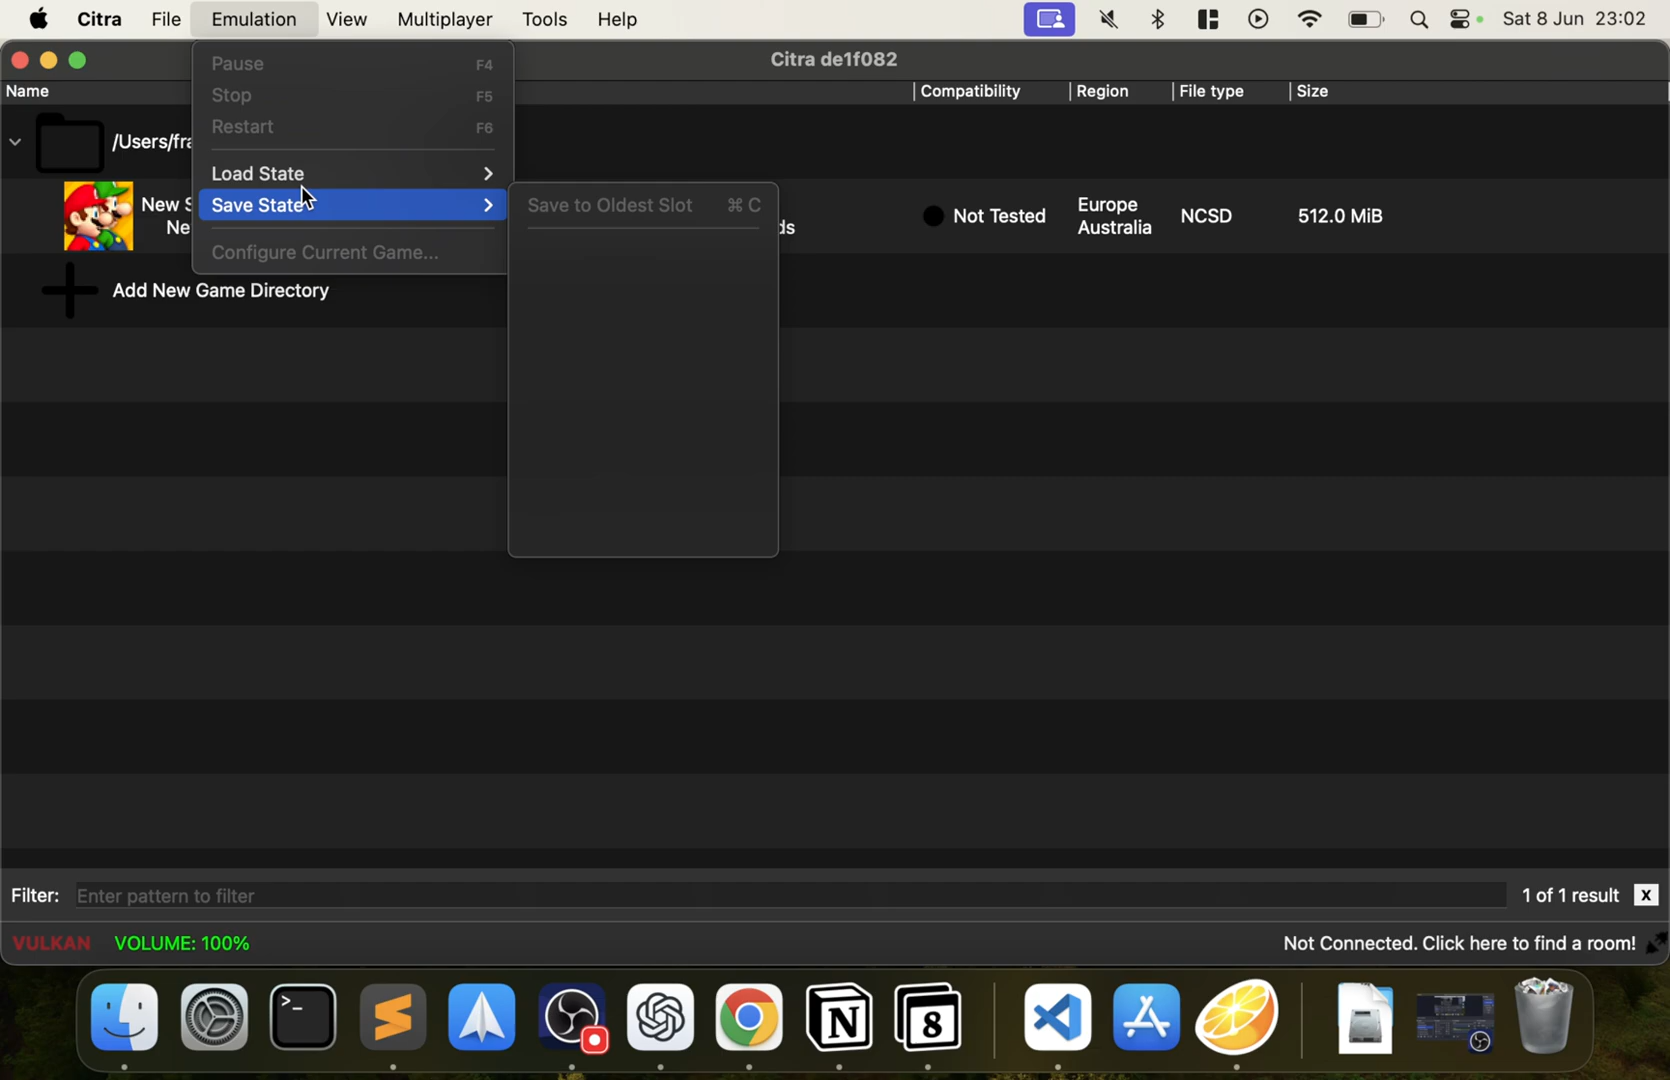 Citra File Emulation View Multiplayer Tools Help Sat 8 Jun 23:02
Citra de1f082
Name Compatibility Region File type Size
Pause F4
Stop F5
Restart F6
Load State
Save State
Configure Current Game...
Save to Oldest Slot ⌘ C
/Users/fra
New S
Ne
ds
Not Tested
Europe
Australia
NCSD
512.0 MiB
Add New Game Directory
Filter: Enter pattern to filter 1 of 1 result X
VULKAN VOLUME: 100% Not Connected. Click here to find a room!
>_
N
8